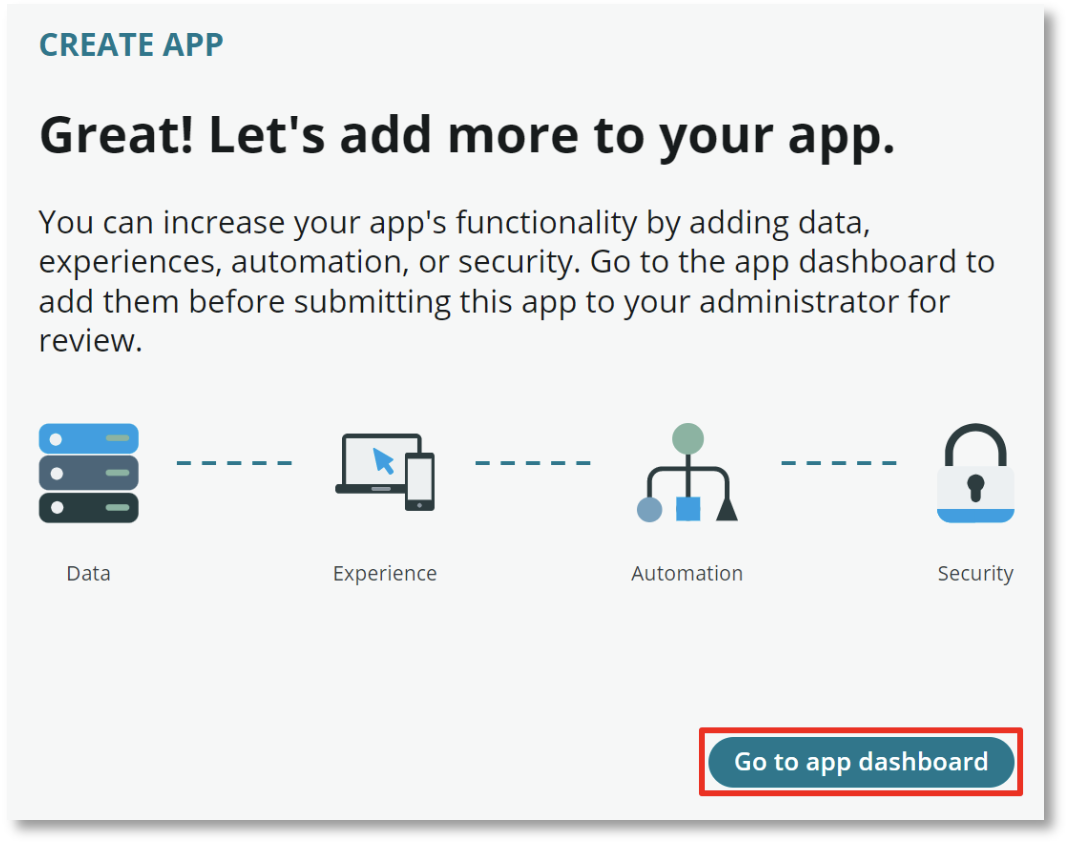 CREATE APP
Great! Let's add more to your app.
You can increase your app's functionality by adding data,
experiences, automation, or security. Go to the app dashboard to
add them before submitting this app to your administrator for
review.
Data
Experience
Automation
Security
Go to app dashboard